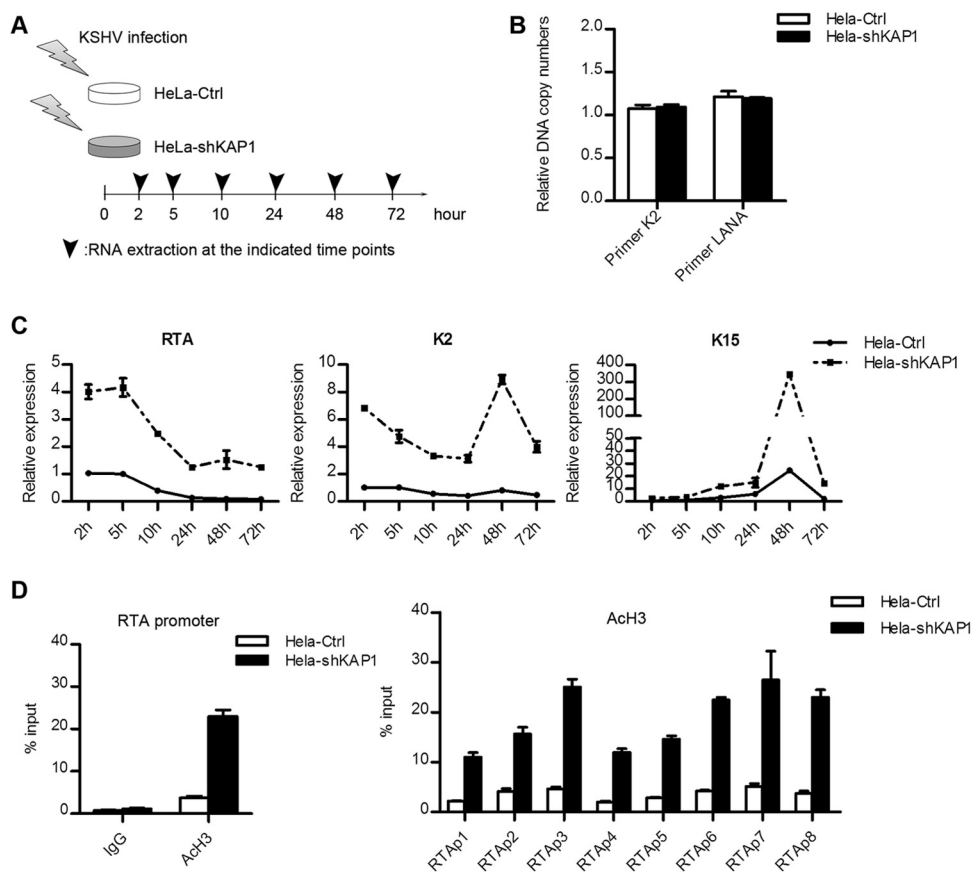 A
KSHV infection
HeLa-Ctrl
HeLa-shKAP1
0 2 5 10 24 48 72 hour
:RNA extraction at the indicated time points
B
Hela-Ctrl
Hela-shKAP1
Relative DNA copy numbers
2.0
1.5
1.0
0.5
0.0
Primer K2
Primer LANA
C
RTA
Relative expression
5
4
3
2
1
0
2h 5h 10h 24h 48h 72h
K2
Relative expression
10
8
6
4
2
0
2h 5h 10h 24h 48h 72h
K15
Hela-Ctrl
Hela-shKAP1
Relative expression
400
300
200
100
50
40
30
20
10
0
2h 5h 10h 24h 48h 72h
D
RTA promoter
Hela-Ctrl
Hela-shKAP1
% input
40
30
20
10
0
IgG
AcH3
AcH3
Hela-Ctrl
Hela-shKAP1
% input
40
30
20
10
0
RTAp1 RTAp2 RTAp3 RTAp4 RTAp5 RTAp6 RTAp7 RTAp8